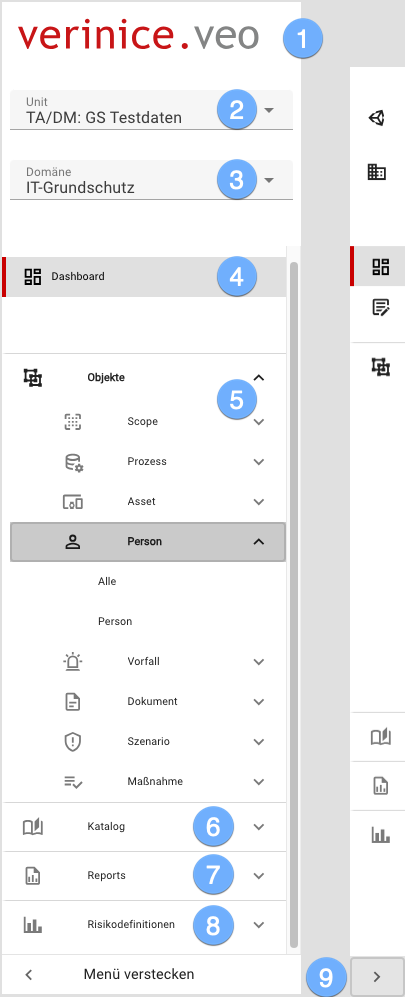 verinice.veo
1
Unit
TA/DM: GS Testdaten
2
Domäne
IT-Grundschutz
3
Dashboard
4
Objekte
5
Scope
Prozess
Asset
Person
Alle
Person
Vorfall
Dokument
Szenario
Maßnahme
Katalog
6
Reports
7
Risikodefinitionen
8
Menü verstecken
9